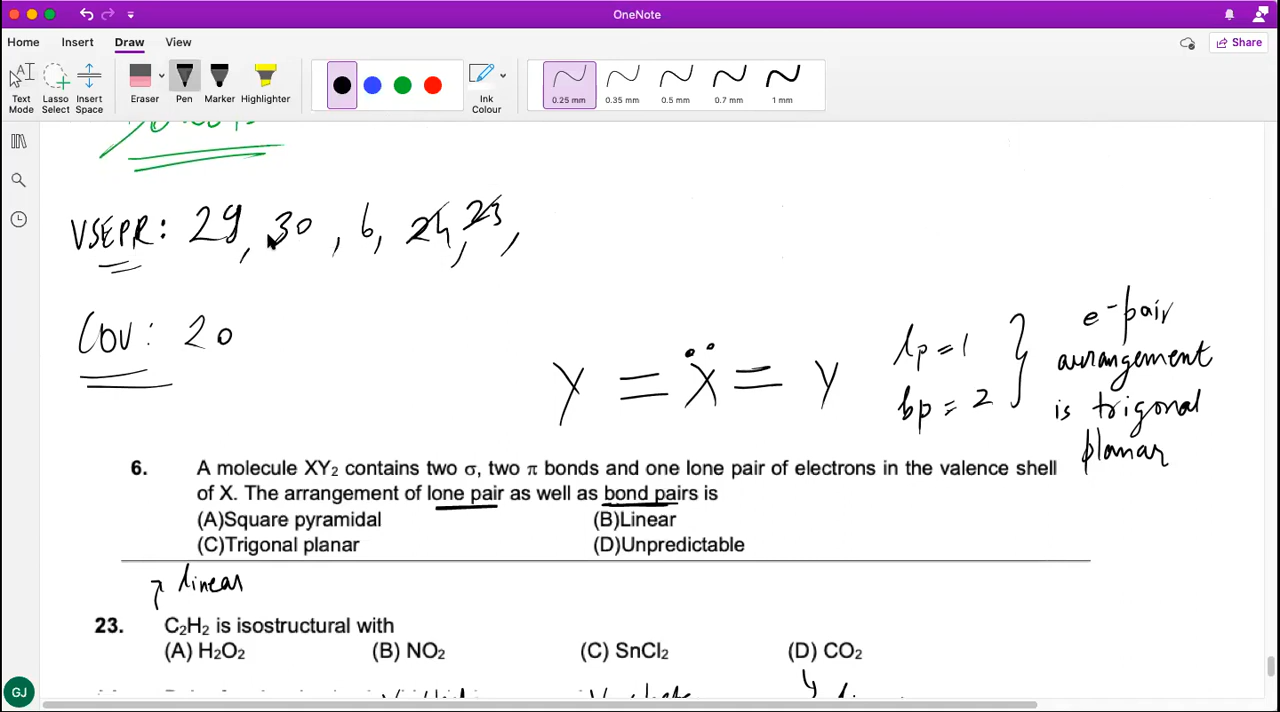 OneNote
Home Insert Draw View
Share
Text Mode
Lasso Select
Insert Space
Eraser
Pen
Marker
Highlighter
Ink Colour
0.25 mm
0.35 mm
0.5 mm
0.7 mm
1 mm
VSEPR: 29, 30, 6, 24, 23,
COV: 20
Y = Ẍ = Y
lp = 1
bp = 2
e- pair
arrangement
is trigonal
planar
6. A molecule XY₂ contains two σ, two π bonds and one lone pair of electrons in the valence shell
of X. The arrangement of lone pair as well as bond pairs is
(A)Square pyramidal (B)Linear
(C)Trigonal planar (D)Unpredictable
linear
23. C₂H₂ is isostructural with
(A) H₂O₂ (B) NO₂ (C) SnCl₂ (D) CO₂
GJ